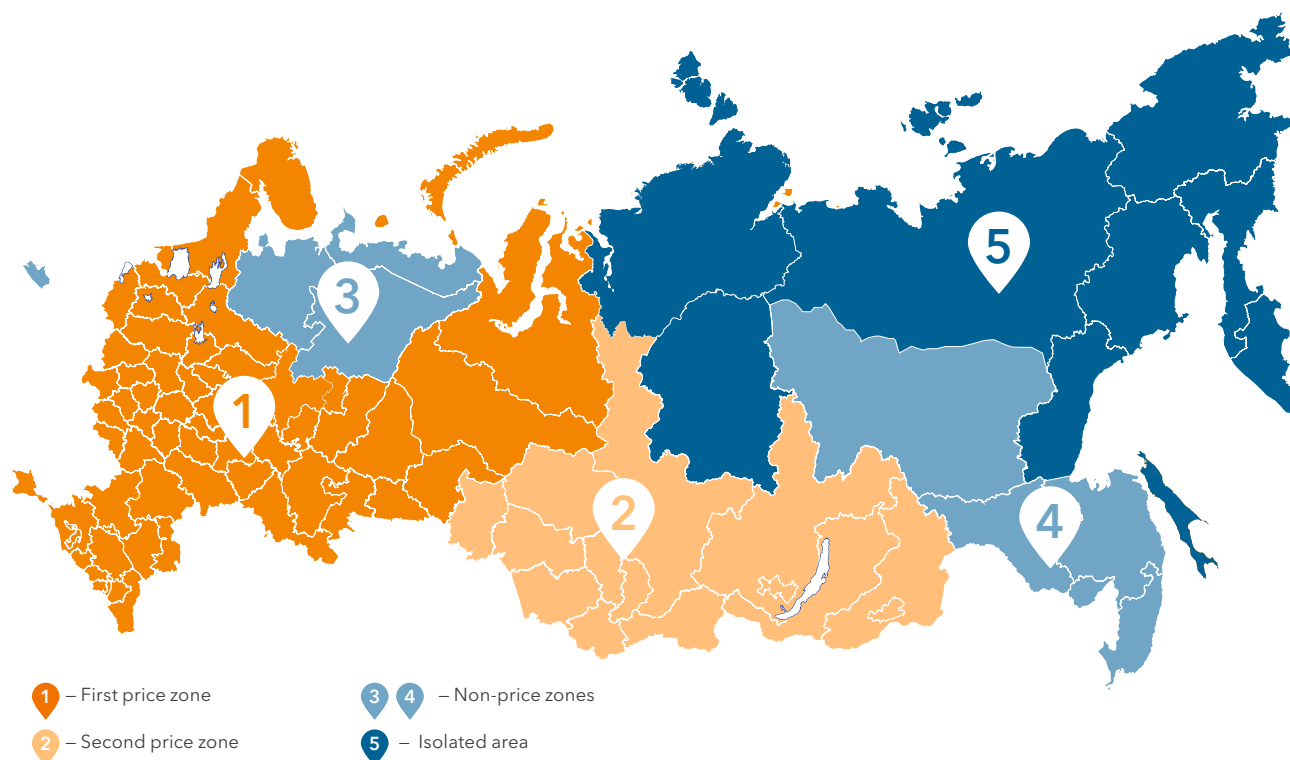 5
3
1
2
4
1 – First price zone
3 4 – Non-price zones
2 – Second price zone
5 – Isolated area